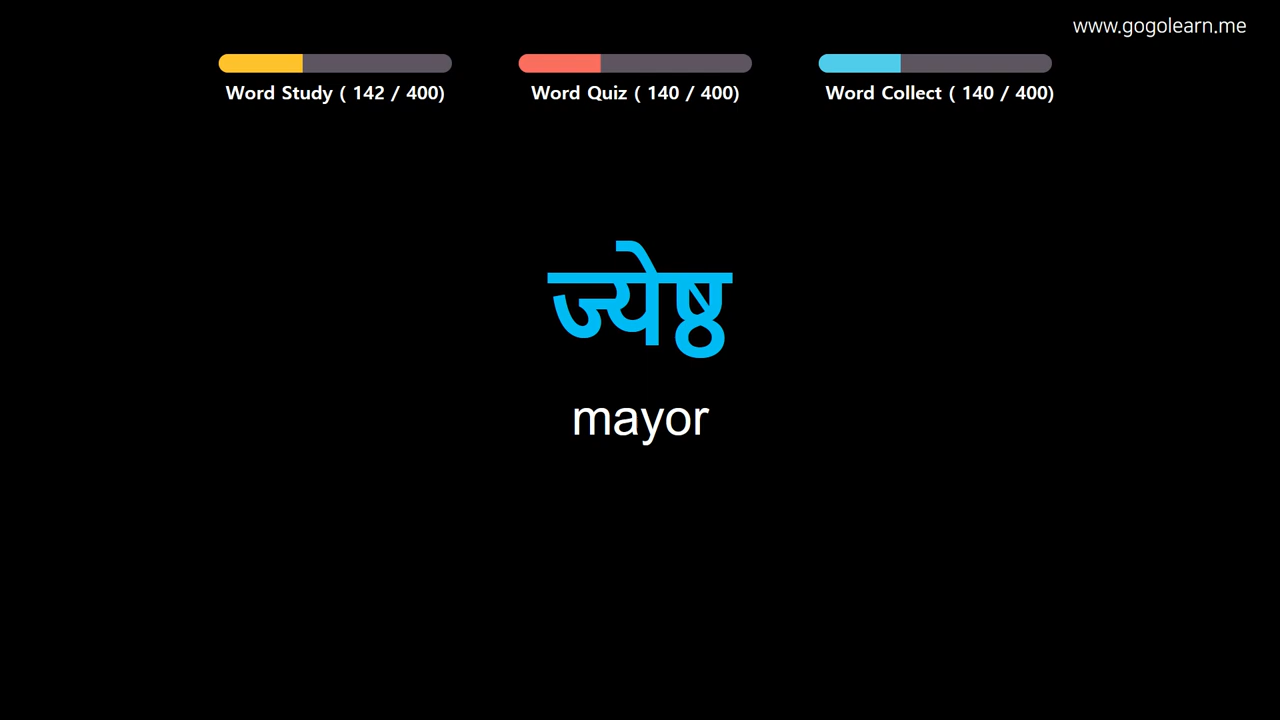 www.gogolearn.me
Word Study ( 142 / 400)
Word Quiz ( 140 / 400)
Word Collect ( 140 / 400)
ज्येष्ठ
mayor